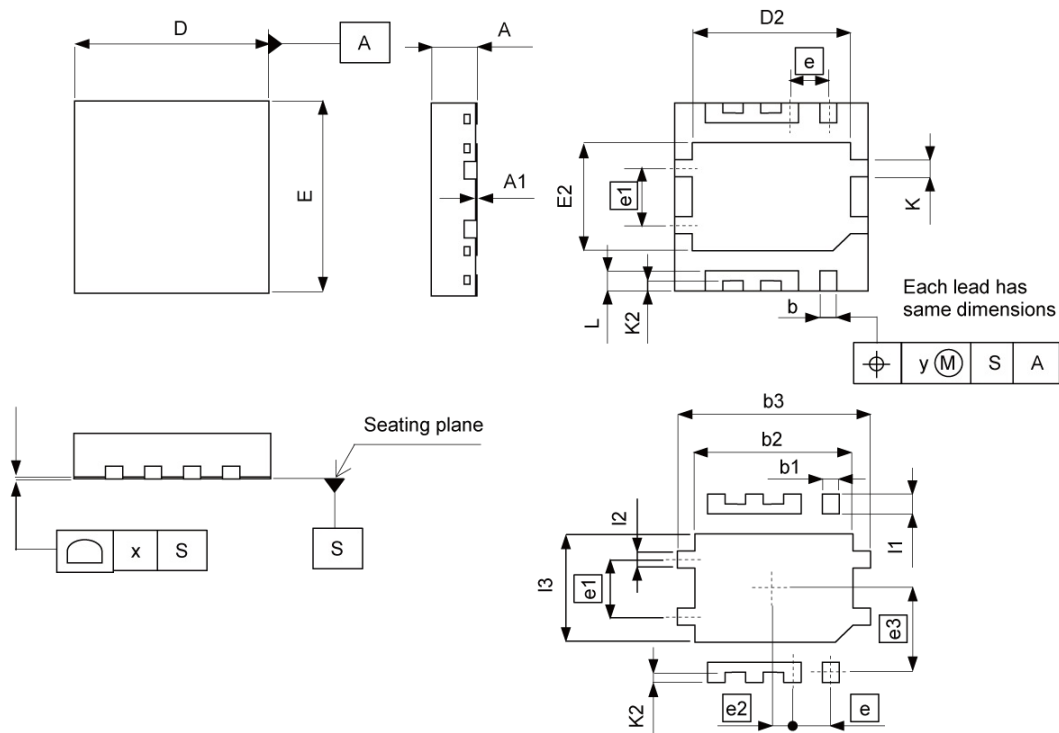 D
A
A
D2
e
E
A1
E2
e1
K
L
K2
b
Each lead has
same dimensions
y M S A
Seating plane
x S
S
b3
b2
b1
l2
l1
l3
e1
e3
K2
e2
e